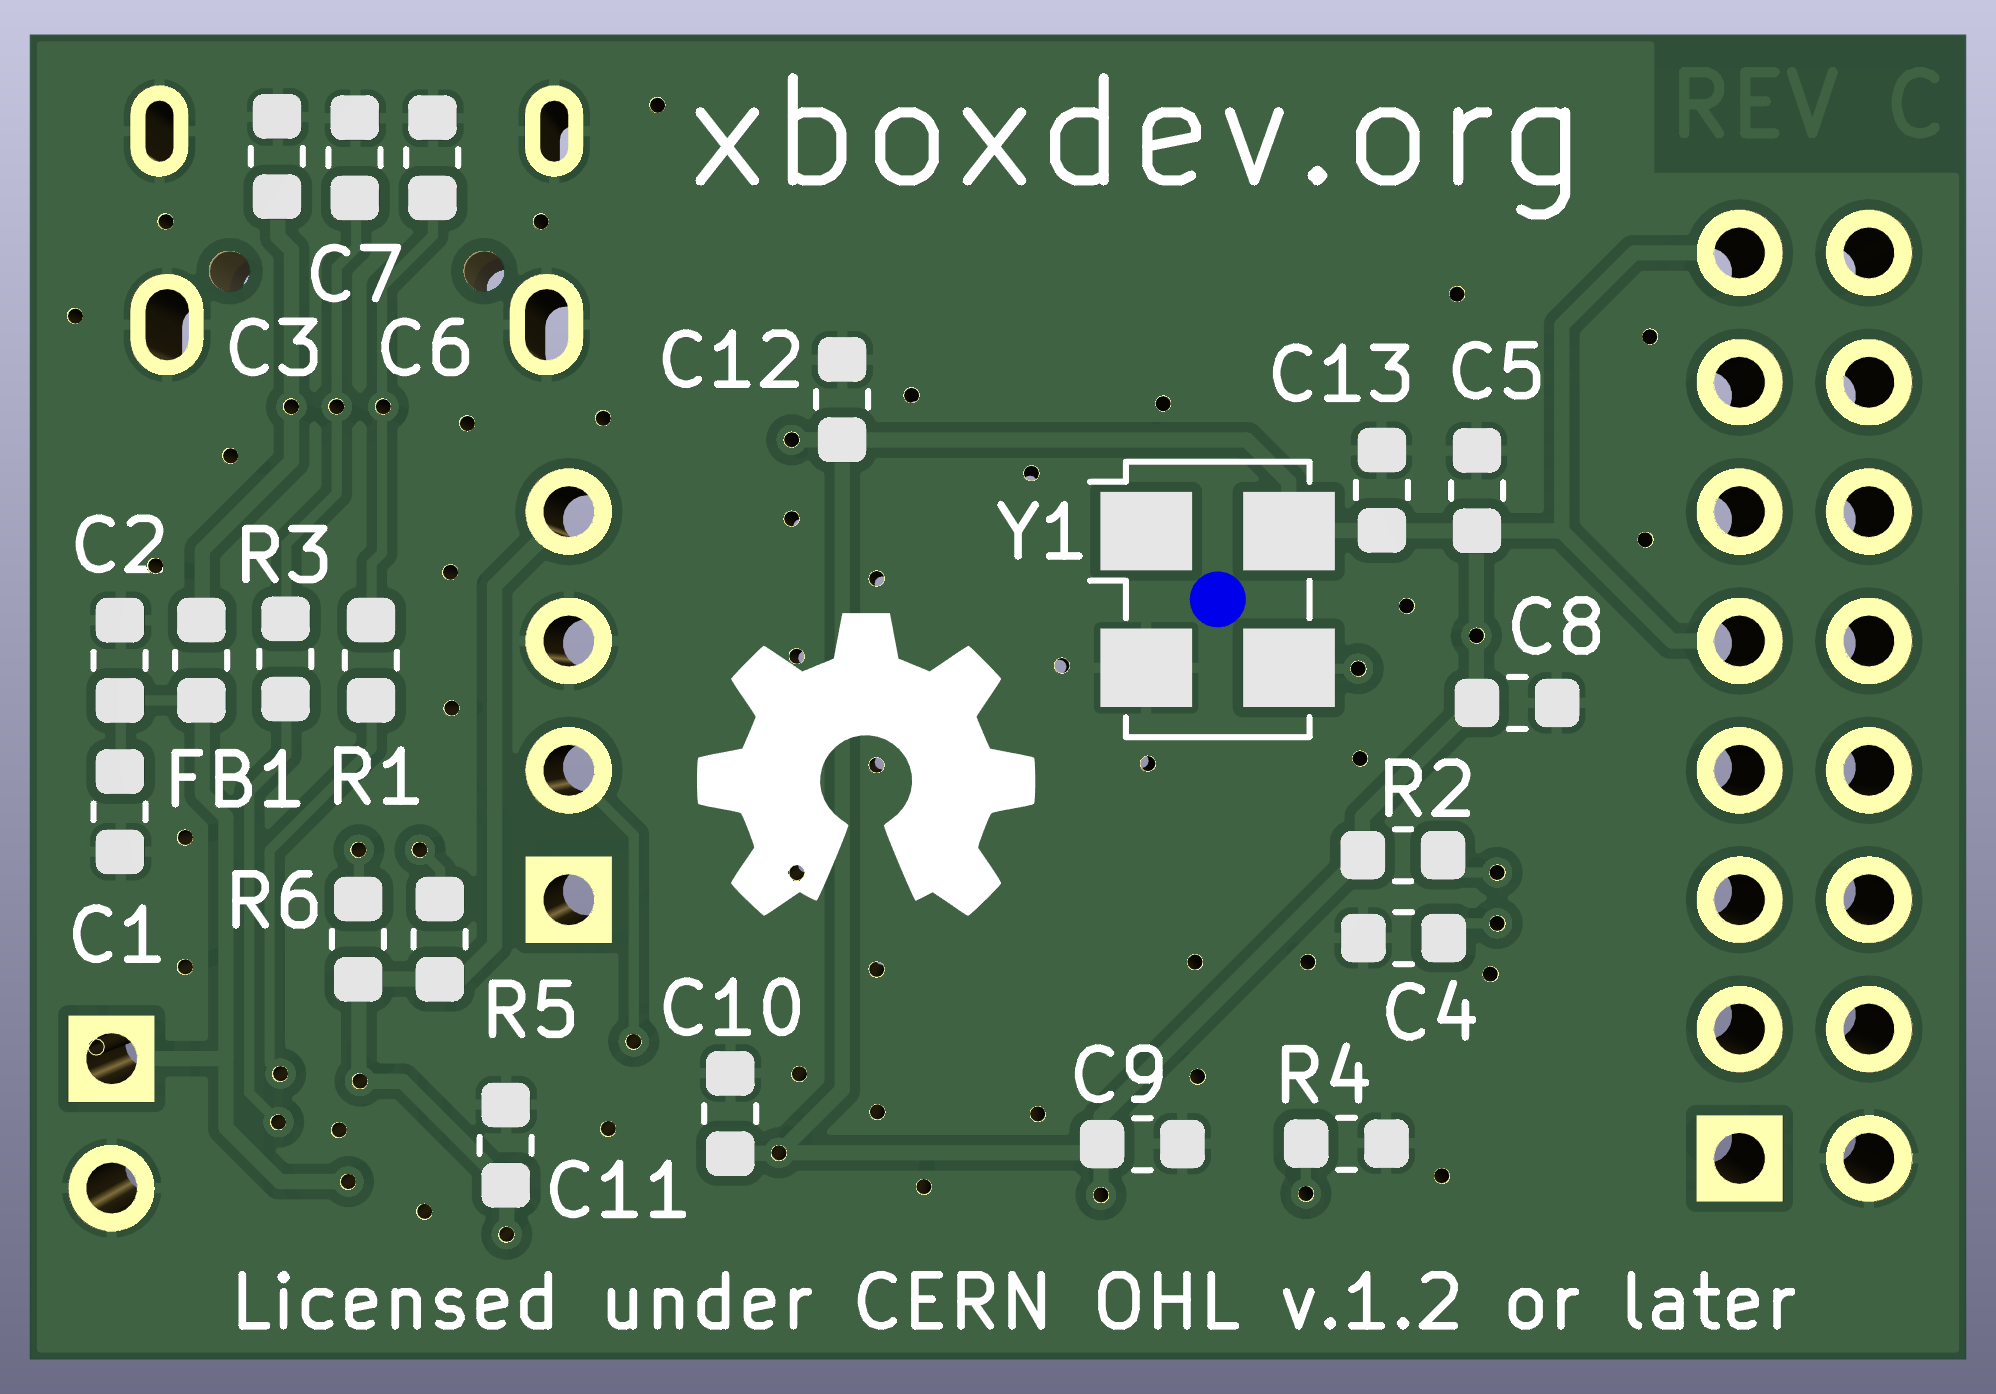 REV C
xboxdev.org
C7
C3
C6
C12
C13
C5
C2
R3
Y1
C8
FB1
R1
R2
R6
C1
R5
C10
C4
C9
R4
C11
Licensed under CERN OHL v.1.2 or later